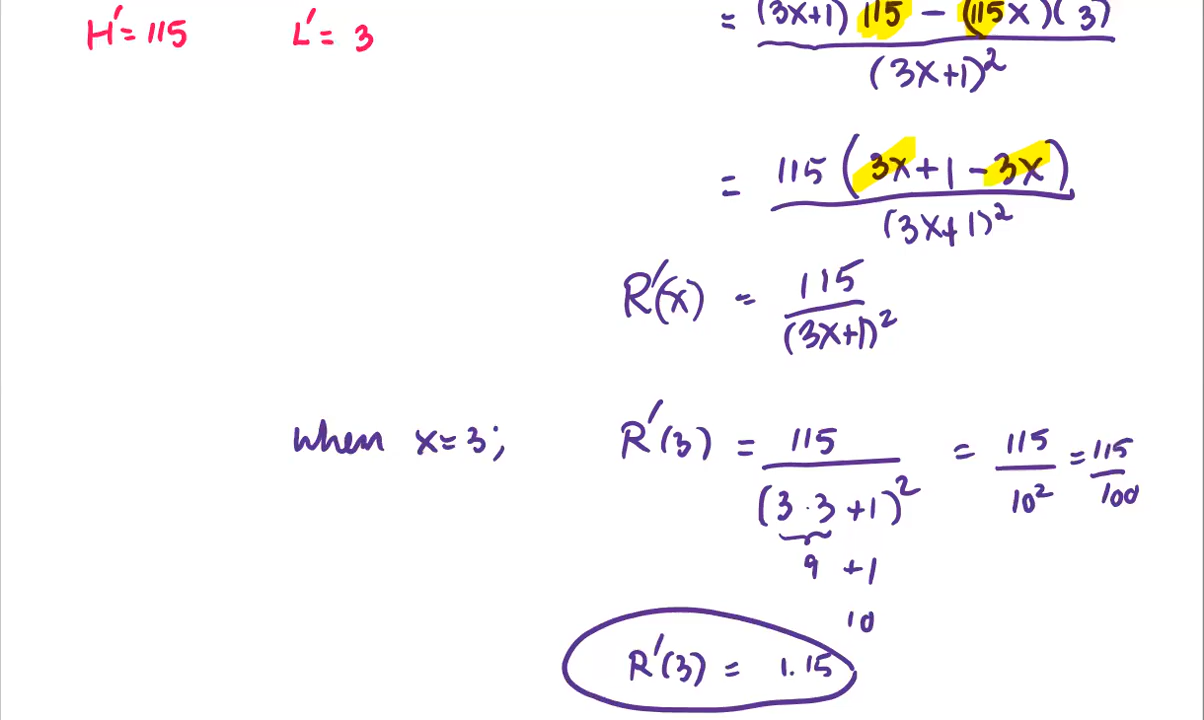 H' = 115 L' = 3
= (3x+1) 115 − (115x)(3)
(3x+1)²
= 115 (3x+1−3x)
(3x+1)²
R'(x) = 115
(3x+1)²
When x=3; R'(3) = 115 = 115 = 115
(3·3 +1)² 10² 100
9 +1
10
R'(3) = 1.15